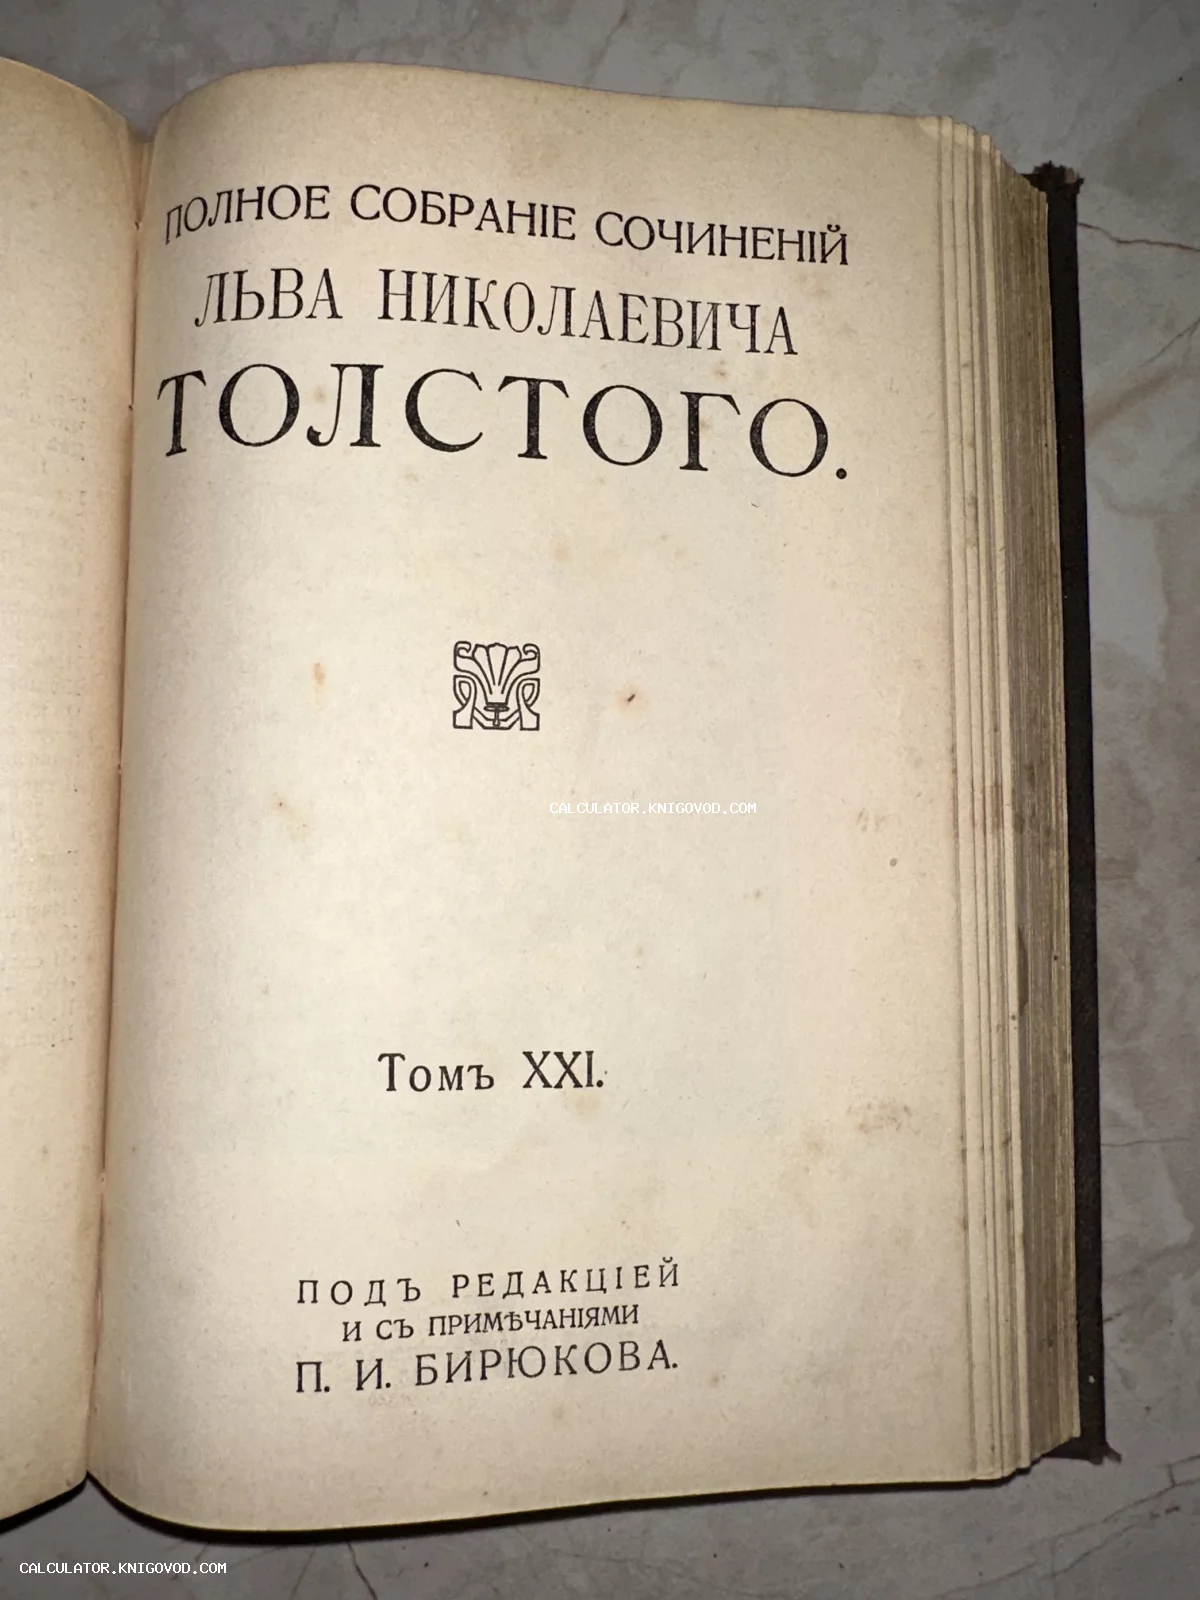 ПОЛНОЕ СОБРАНІЕ СОЧИНЕНІЙ
ЛЬВА НИКОЛАЕВИЧА
ТОЛСТОГО.
CALCULATOR.KNIGOVOD.COM
Томъ XXI.
ПОДЪ РЕДАКЦІЕЙ
И СЪ ПРИМѢЧАНІЯМИ
П. И. БИРЮКОВА.
CALCULATOR.KNIGOVOD.COM